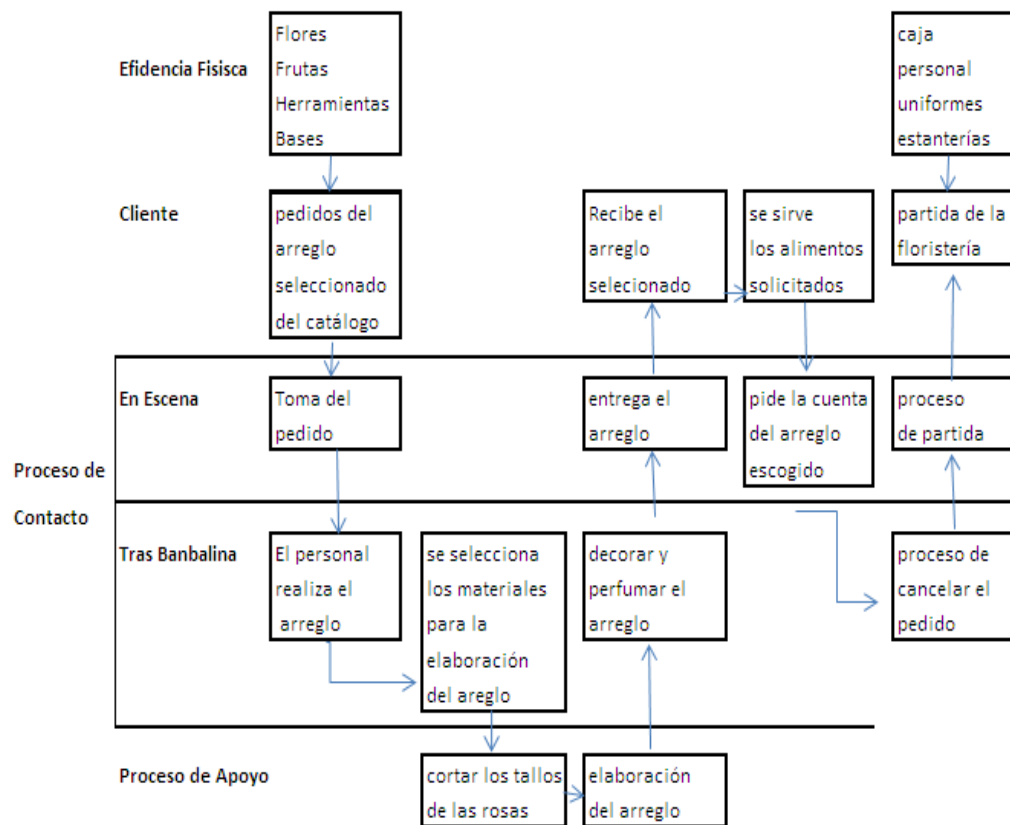 Efidencia Fisisca
Flores
Frutas
Herramientas
Bases
caja
personal
uniformes
estanterías
Cliente
pedidos del
arreglo
seleccionado
del catálogo
Recibe el
arreglo
selecionado
se sirve
los alimentos
solicitados
partida de la
floristería
Proceso de
Contacto
En Escena
Toma del
pedido
entrega el
arreglo
pide la cuenta
del arreglo
escogido
proceso
de partida
Tras Banbalina
El personal
realiza el
arreglo
se selecciona
los materiales
para la
elaboración
del areglo
decorar y
perfumar el
arreglo
proceso de
cancelar el
pedido
Proceso de Apoyo
cortar los tallos
de las rosas
elaboración
del arreglo